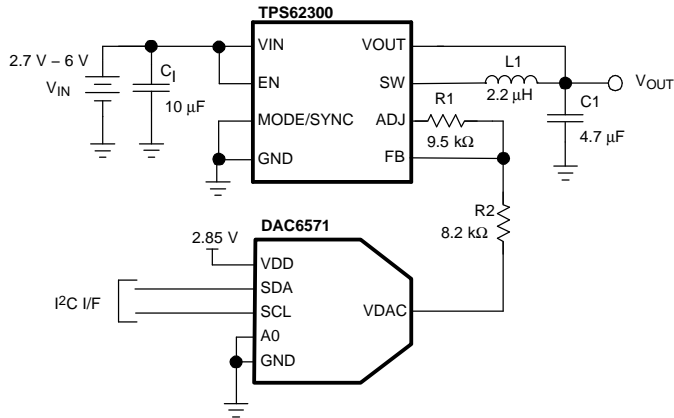 TPS62300
2.7 V – 6 V
VIN
CI
10 μF
VIN
EN
MODE/SYNC
GND
VOUT
SW
ADJ
FB
L1
2.2 μH
R1
9.5 kΩ
C1
4.7 μF
VOUT
R2
8.2 kΩ
DAC6571
2.85 V
I2C I/F
VDD
SDA
SCL
A0
GND
VDAC